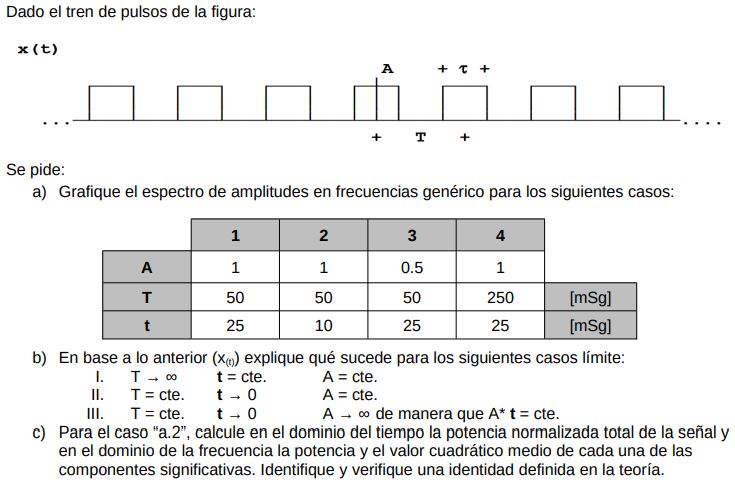 Dado el tren de pulsos de la figura:
x(t)
A + τ +
... ....
+ T +
Se pide:
a) Grafique el espectro de amplitudes en frecuencias genérico para los siguientes casos:
1 2 3 4
A 1 1 0.5 1
T 50 50 50 250 [mSg]
t 25 10 25 25 [mSg]
b) En base a lo anterior (x(t)) explique qué sucede para los siguientes casos límite:
I. T → ∞ t = cte. A = cte.
II. T = cte. t → 0 A = cte.
III. T = cte. t → 0 A → ∞ de manera que A* t = cte.
c) Para el caso “a.2”, calcule en el dominio del tiempo la potencia normalizada total de la señal y
en el dominio de la frecuencia la potencia y el valor cuadrático medio de cada una de las
componentes significativas. Identifique y verifique una identidad definida en la teoría.